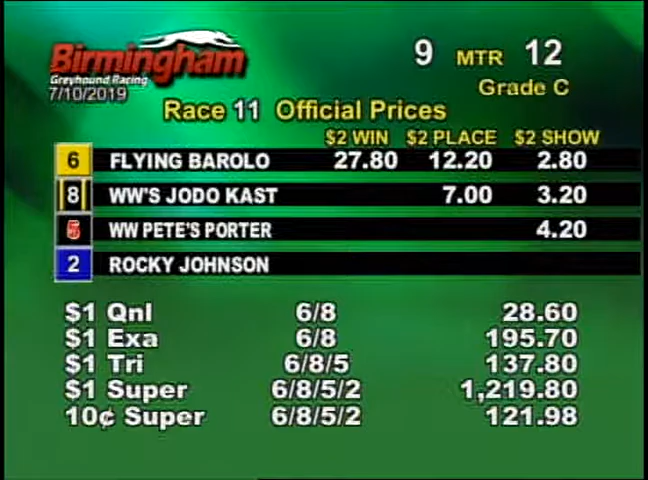 Birmingham
Greyhound Racing
7/10/2019
9 MTR 12
Grade C
Race 11 Official Prices
$2 WIN $2 PLACE $2 SHOW
6 FLYING BAROLO 27.80 12.20 2.80
8 WW'S JODO KAST 7.00 3.20
5 WW PETE'S PORTER 4.20
2 ROCKY JOHNSON
$1 Qnl 6/8 28.60
$1 Exa 6/8 195.70
$1 Tri 6/8/5 137.80
$1 Super 6/8/5/2 1,219.80
10¢ Super 6/8/5/2 121.98